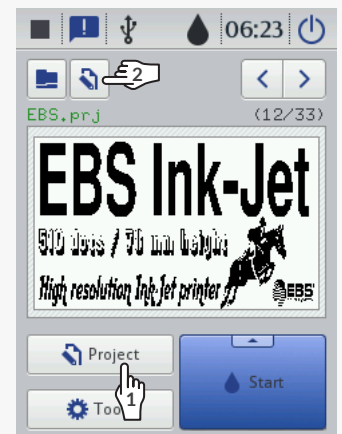 06:23
2
EBS.prj (12/33)
EBS Ink-Jet
510 dots / 70 mm height
High resolution Ink-Jet printer EBS
Project
1
Start
Too